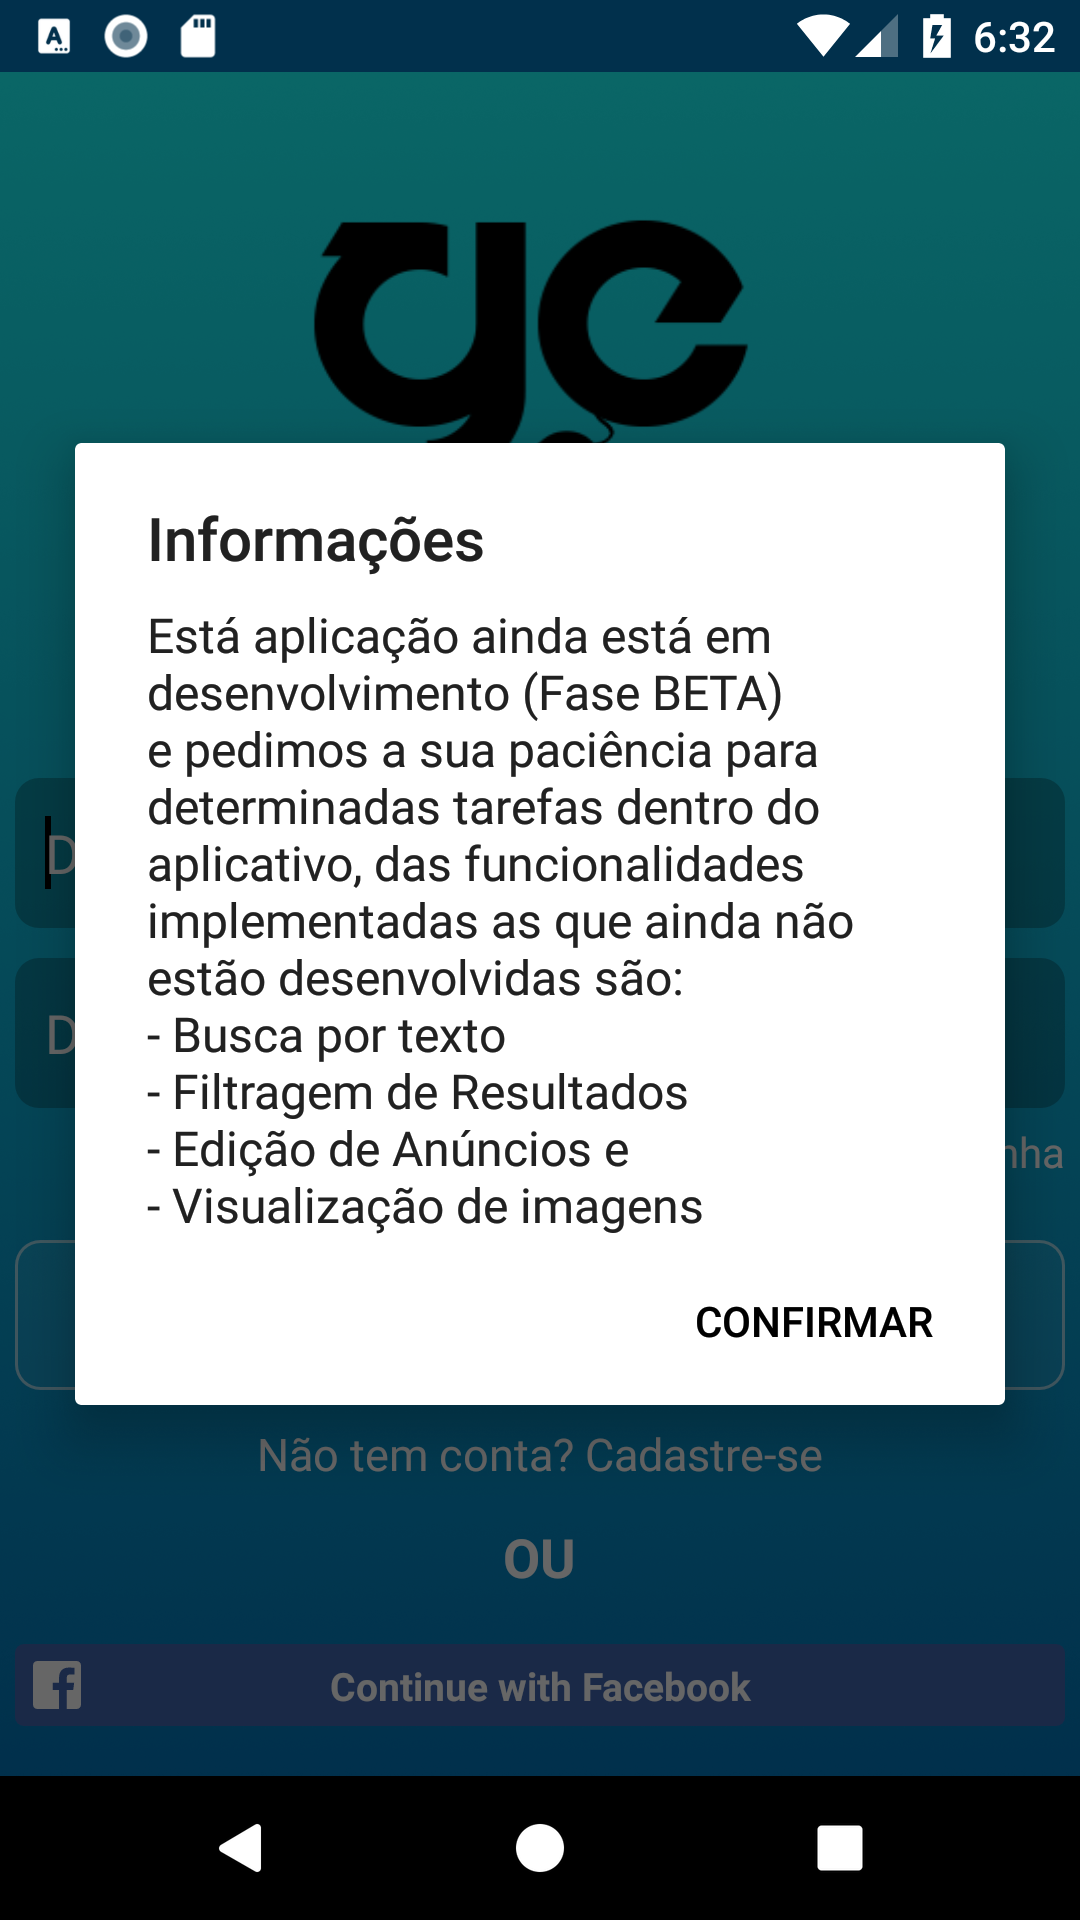 6:32
Informações
Está aplicação ainda está em
desenvolvimento (Fase BETA)
e pedimos a sua paciência para
determinadas tarefas dentro do
aplicativo, das funcionalidades
implementadas as que ainda não
estão desenvolvidas são:
- Busca por texto
- Filtragem de Resultados
- Edição de Anúncios e
- Visualização de imagens
CONFIRMAR
Não tem conta? Cadastre-se
OU
Continue with Facebook